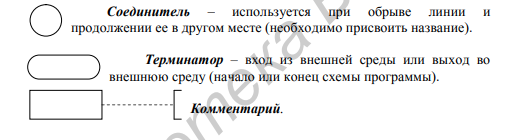 Соединитель – используется при обрыве линии и
продолжении ее в другом месте (необходимо присвоить название).
Терминатор – вход из внешней среды или выход во
внешнюю среду (начало или конец схемы программы).
Комментарий.